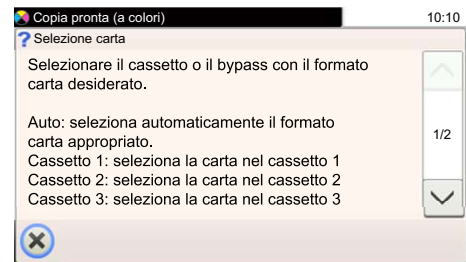 Copia pronta (a colori)
10:10
? Selezione carta
Selezionare il cassetto o il bypass con il formato
carta desiderato.
Auto: seleziona automaticamente il formato
carta appropriato.
Cassetto 1: seleziona la carta nel cassetto 1
Cassetto 2: seleziona la carta nel cassetto 2
Cassetto 3: seleziona la carta nel cassetto 3
1/2